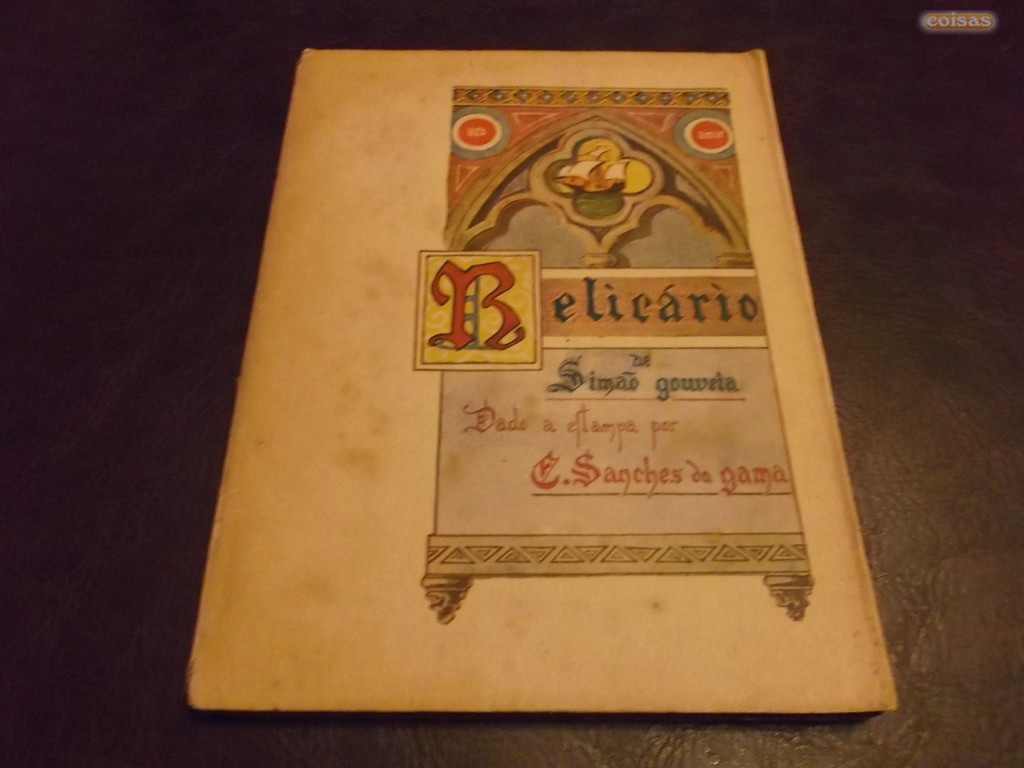 coisas
Relicário
de
Simão gouveia
Dado a estampa por
E. Sanches da gama